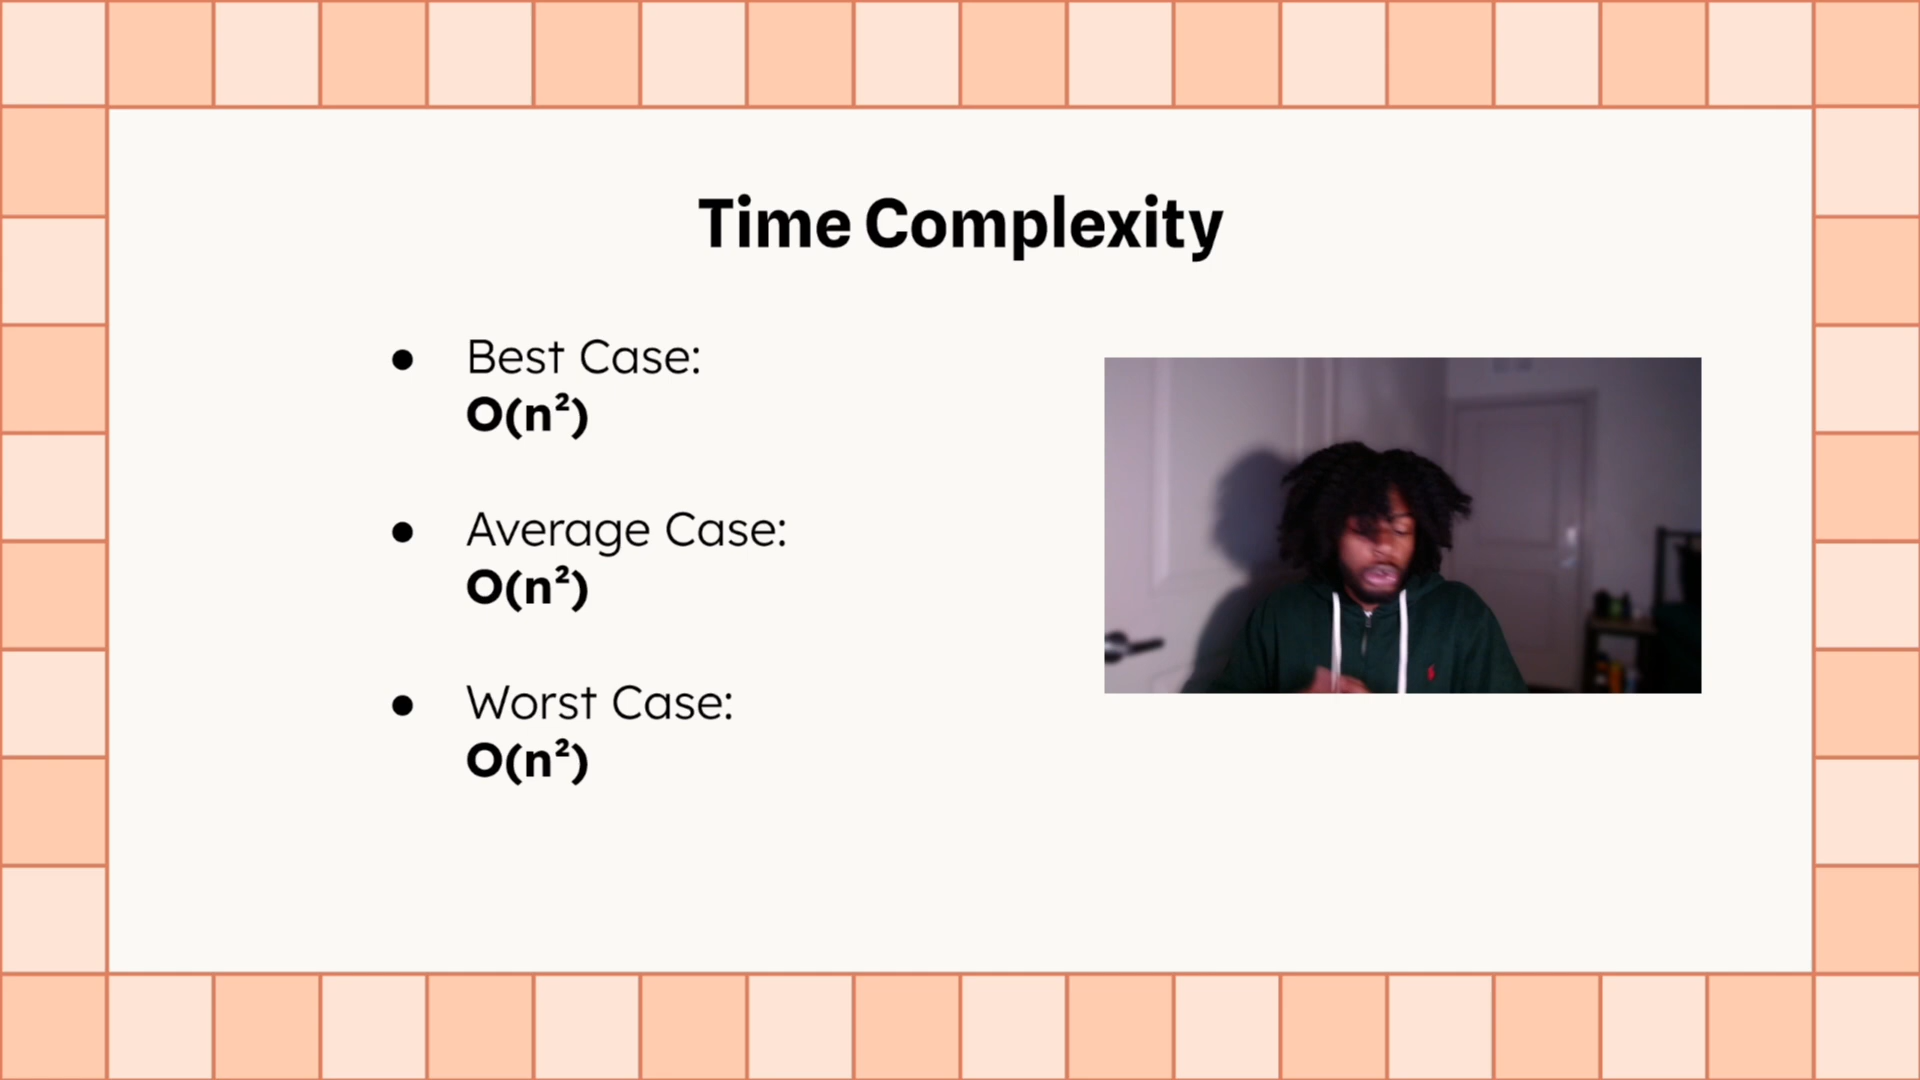 Time Complexity
● Best Case:
O(n²)
● Average Case:
O(n²)
● Worst Case:
O(n²)